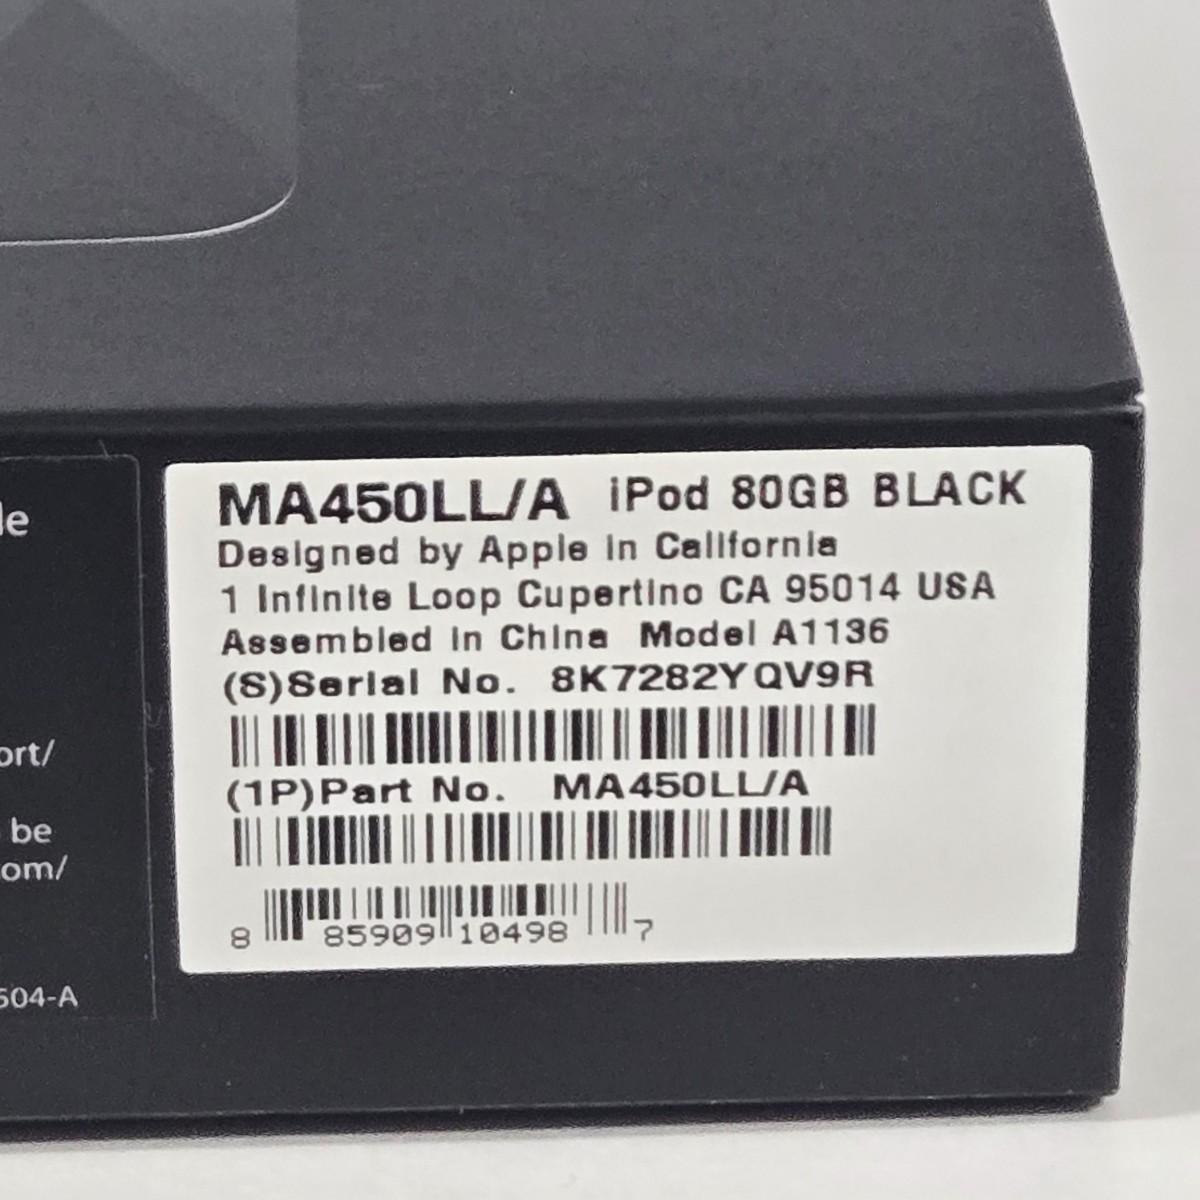 MA450LL/A iPod 80GB BLACK
Designed by Apple in California
1 Infinite Loop Cupertino CA 95014 USA
Assembled in China Model A1136
(S)Serial No. 8K7282YQV9R
(1P)Part No. MA450LL/A
8 85909 10498 7
le
ort/
be
om/
604-A